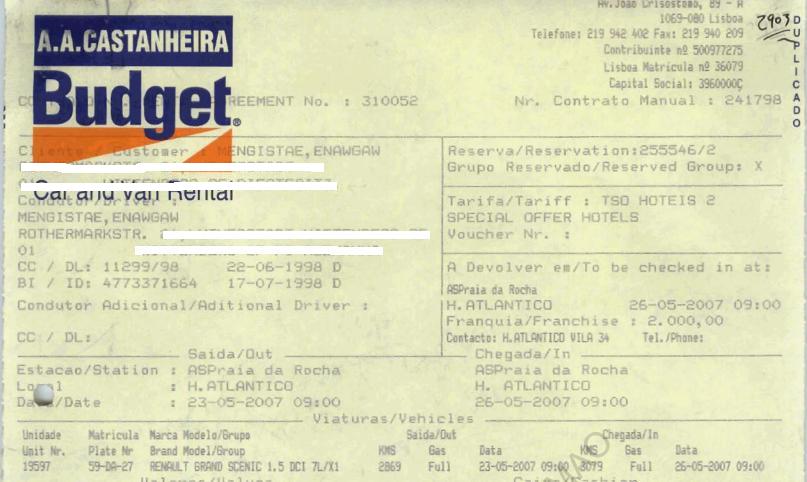 Av.João Crisostomo, 89 - A
1069-080 Lisboa
2903
Telefone: 219 942 402 Fax: 219 940 209
Contribuinte nº 500977275
Lisboa Matricula nº 36079
Capital Social: 3960000C
DUPLICADO
A.A.CASTANHEIRA
Budget®
Car and Van Rental
AGREEMENT No. : 310052
Nr. Contrato Manual : 241798
Cliente / Customer : MENGISTAE,ENAWGAW
Reserva/Reservation:255546/2
Grupo Reservado/Reserved Group: X
Condutor/Driver :
MENGISTAE,ENAWGAW
ROTHERMARKSTR.
01
Tarifa/Tariff : TSO HOTEIS 2
SPECIAL OFFER HOTELS
Voucher Nr. :
CC / DL: 11299/98 22-06-1998 D
BI / ID: 4773371664 17-07-1998 D
Condutor Adicional/Aditional Driver :
CC / DL:
A Devolver em/To be checked in at:
ASPraia da Rocha
H.ATLANTICO 26-05-2007 09:00
Franquia/Franchise : 2.000,00
Contacto: H.ATLANTICO VILA 34 Tel./Phone:
Saida/Out Chegada/In
Estacao/Station : ASPraia da Rocha ASPraia da Rocha
Local : H.ATLANTICO H. ATLANTICO
Data/Date : 23-05-2007 09:00 26-05-2007 09:00
Viaturas/Vehicles
Unidade Matricula Marca Modelo/Grupo Saida/Out Chegada/In
Unit Nr. Plate Nr Brand Model/Group KMS Gas Data KMS Gas Data
19597 59-DA-27 RENAULT GRAND SCENIC 1.5 DCI 7L/X1 2869 Full 23-05-2007 09:00 3079 Full 26-05-2007 09:00